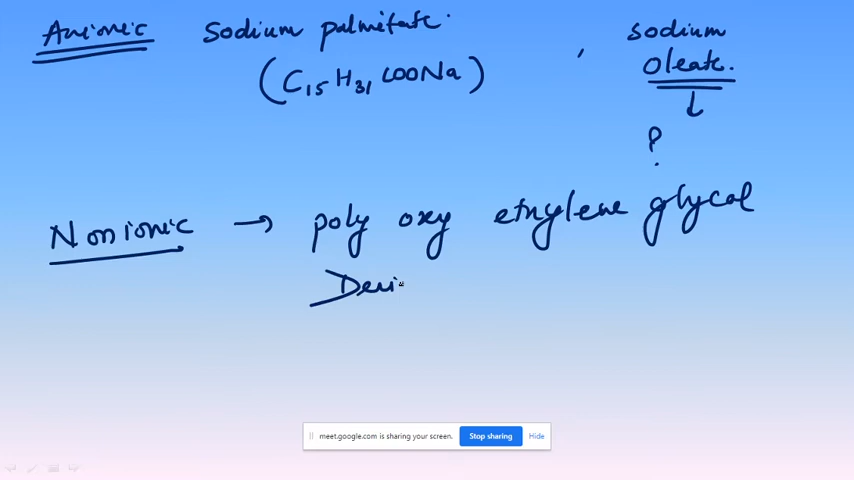 Anionic Sodium palmitate. , sodium
(C15H31COONa) oleate.
?
Nonionic → poly oxy ethylene glycol
Deri
meet.google.com is sharing your screen. Stop sharing Hide